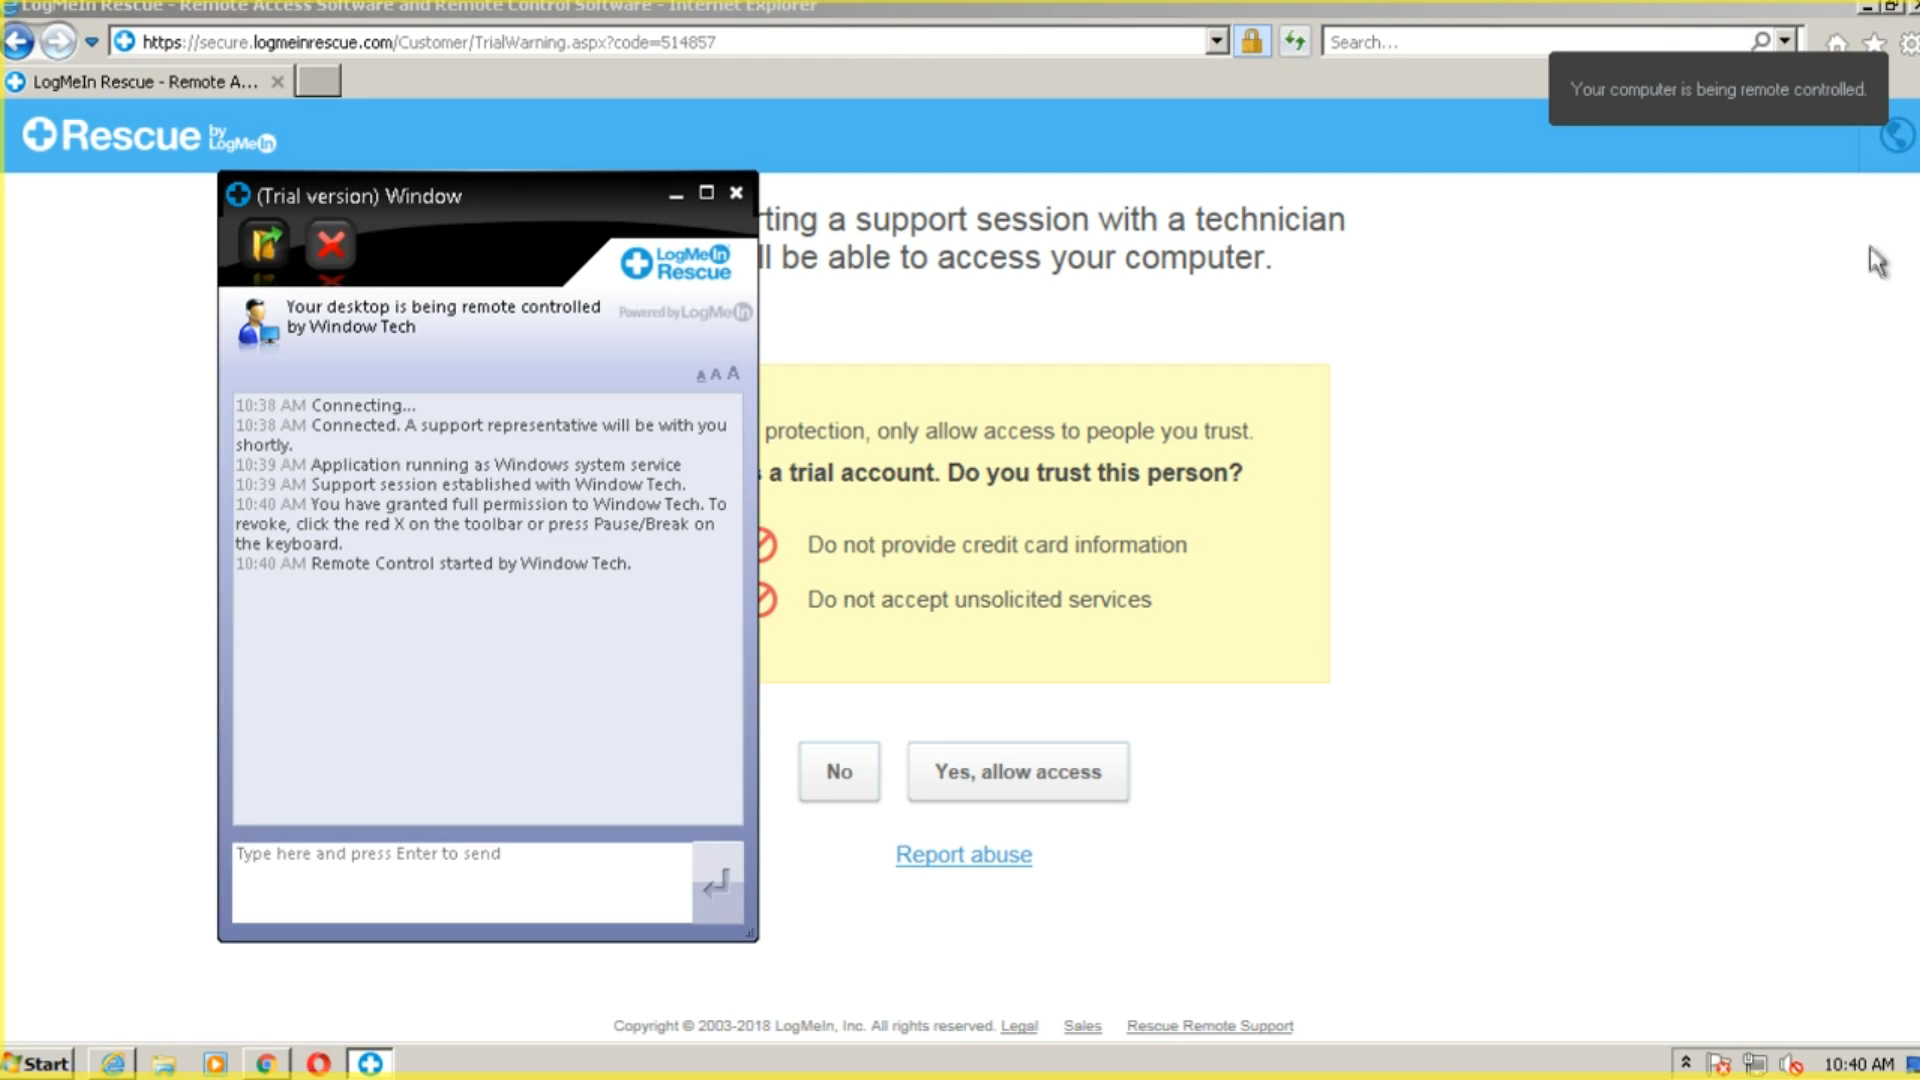 LogMeIn Rescue - Remote Access Software and Remote Control Software - Internet Explorer
https://secure.logmeinrescue.com/Customer/TrialWarning.aspx?code=514857
Search...
LogMeIn Rescue - Remote A...
Your computer is being remote controlled.
Rescue by LogMeIn
(Trial version) Window
rting a support session with a technician
ll be able to access your computer.
LogMeIn
Rescue
Your desktop is being remote controlled
by Window Tech
Powered by LogMeIn
A A A
10:38 AM Connecting...
10:38 AM Connected. A support representative will be with you
shortly.
10:39 AM Application running as Windows system service
10:39 AM Support session established with Window Tech.
10:40 AM You have granted full permission to Window Tech. To
revoke, click the red X on the toolbar or press Pause/Break on
the keyboard.
10:40 AM Remote Control started by Window Tech.
protection, only allow access to people you trust.
a trial account. Do you trust this person?
Do not provide credit card information
Do not accept unsolicited services
No
Yes, allow access
Report abuse
Type here and press Enter to send
Copyright © 2003-2018 LogMeIn, Inc. All rights reserved. Legal Sales Rescue Remote Support
Start
10:40 AM